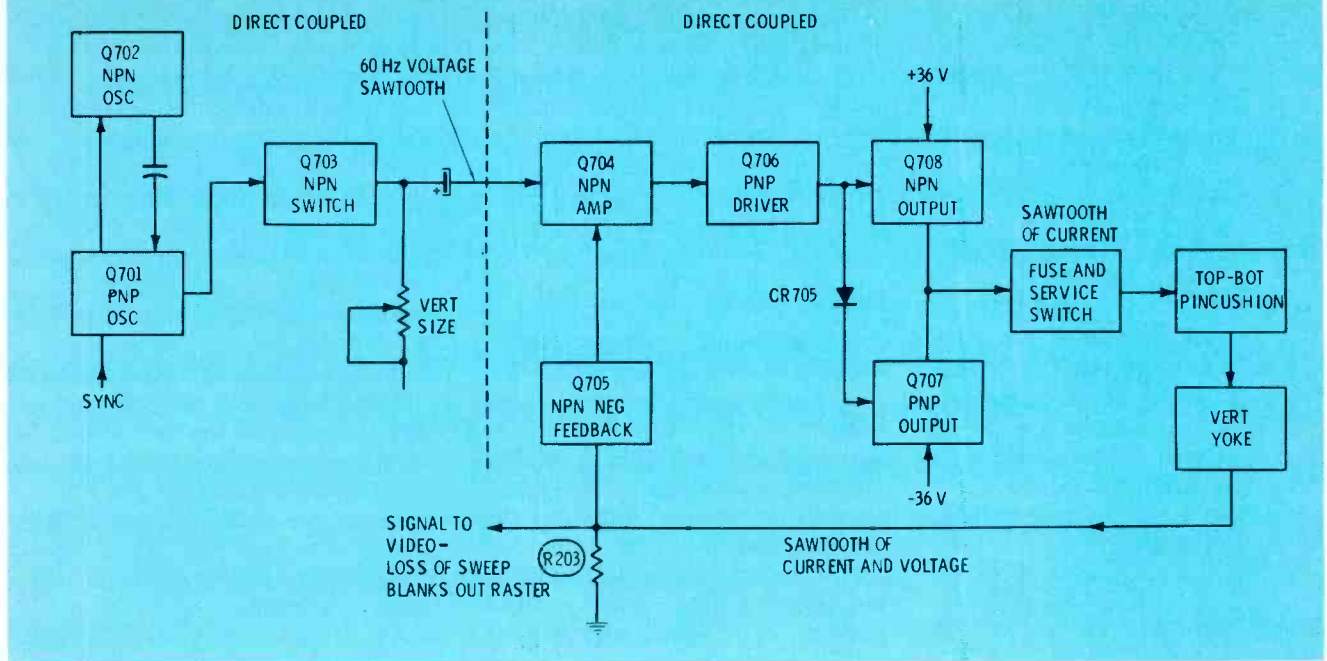 DIRECT COUPLED
DIRECT COUPLED
Q702
NPN
OSC
60 Hz VOLTAGE
SAWTOOTH
+36 V
Q703
NPN
SWITCH
+
Q704
NPN
AMP
Q706
PNP
DRIVER
Q708
NPN
OUTPUT
SAWTOOTH
OF CURRENT
Q701
PNP
OSC
VERT
SIZE
CR705
FUSE AND
SERVICE
SWITCH
TOP-BOT
PINCUSHION
SYNC
Q705
NPN NEG
FEEDBACK
Q707
PNP
OUTPUT
VERT
YOKE
-36 V
SIGNAL TO
VIDEO-
LOSS OF SWEEP
BLANKS OUT RASTER
R203
SAWTOOTH OF
CURRENT AND VOLTAGE